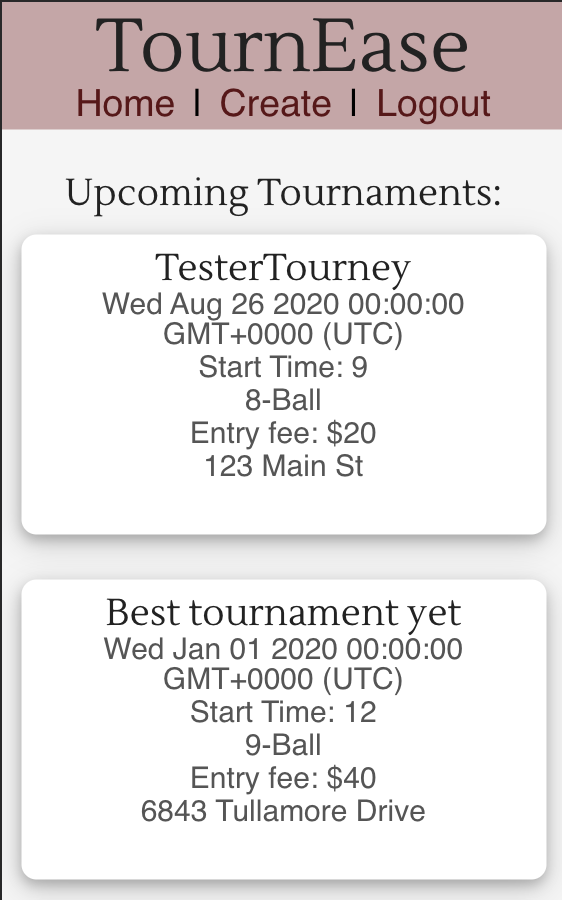 TournEase
Home | Create | Logout
Upcoming Tournaments:
TesterTourney
Wed Aug 26 2020 00:00:00
GMT+0000 (UTC)
Start Time: 9
8-Ball
Entry fee: $20
123 Main St
Best tournament yet
Wed Jan 01 2020 00:00:00
GMT+0000 (UTC)
Start Time: 12
9-Ball
Entry fee: $40
6843 Tullamore Drive